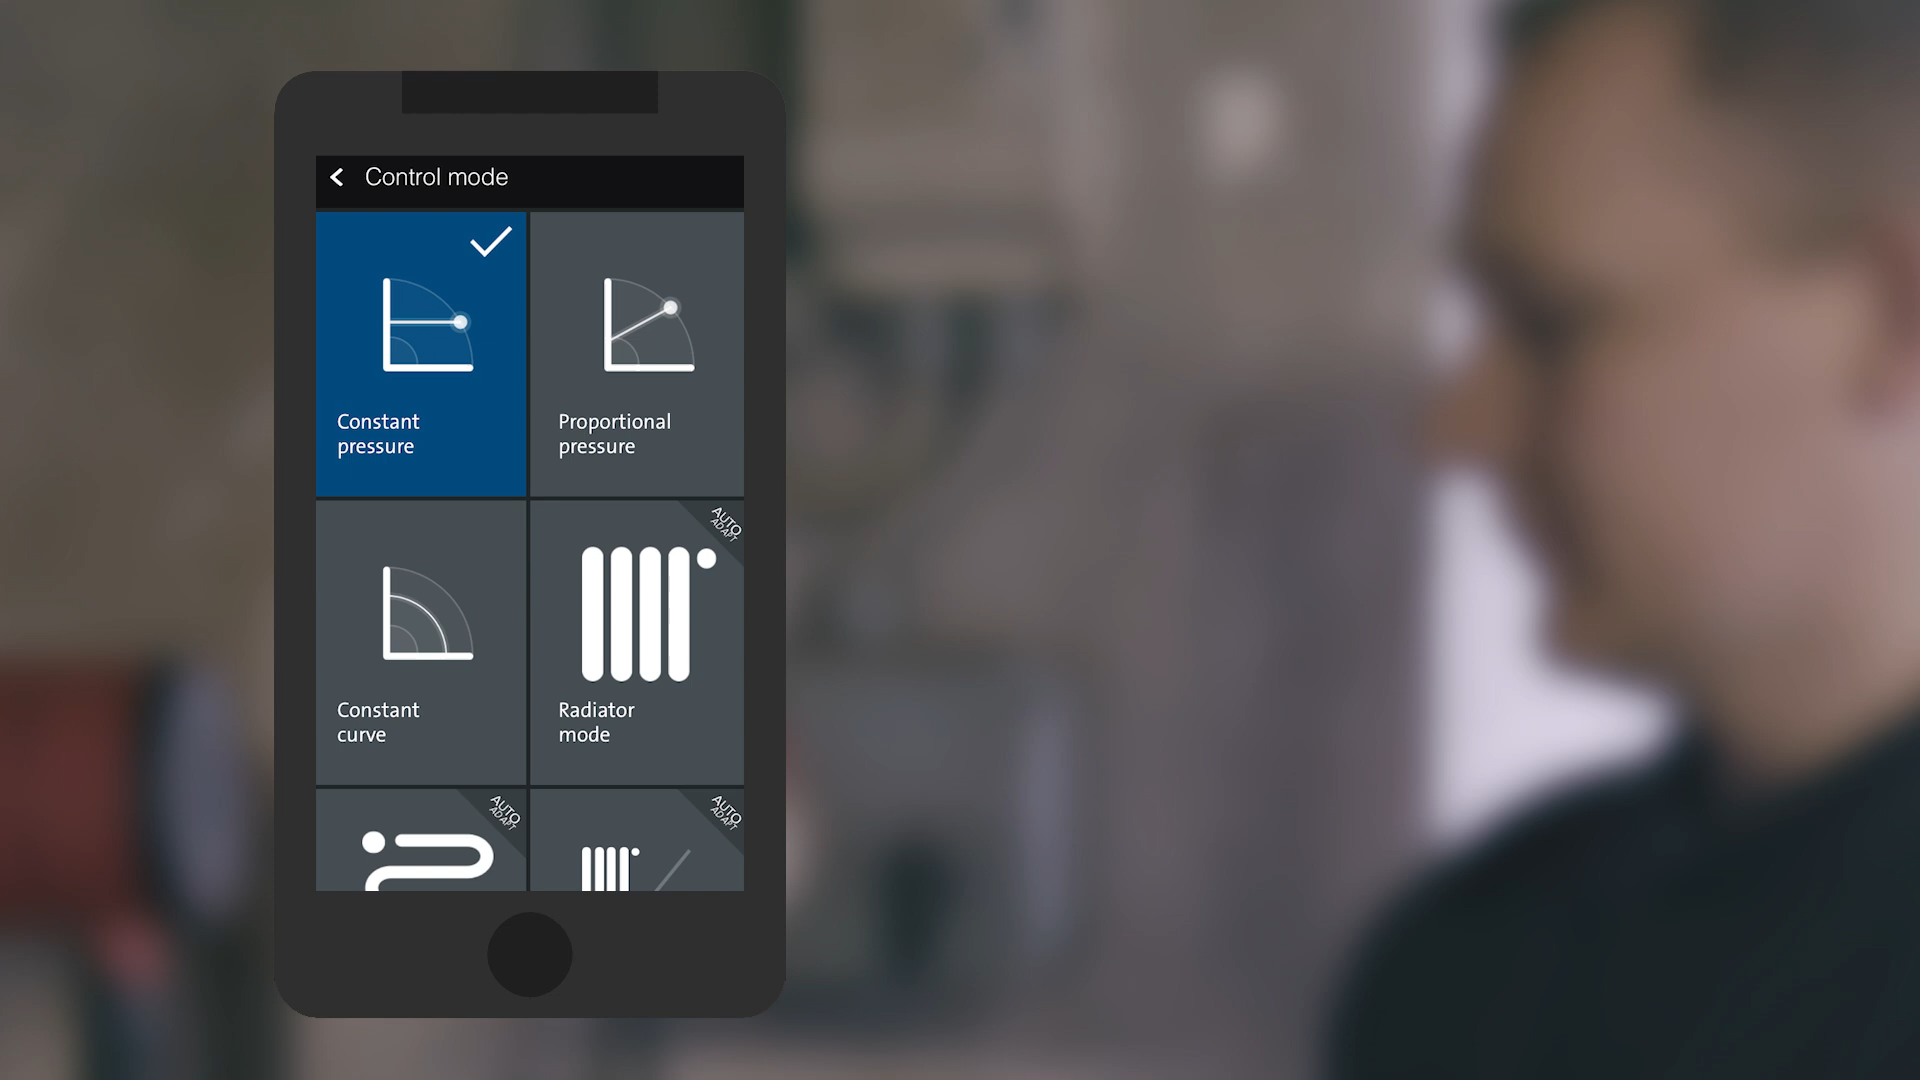 Control mode
Constant
pressure
Proportional
pressure
AUTO
ADAPT
Constant
curve
Radiator
mode
AUTO
ADAPT
AUTO
ADAPT